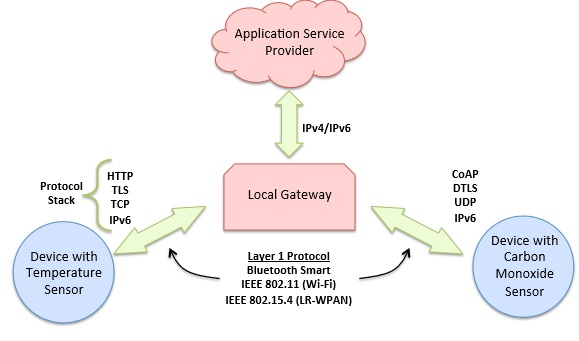 Application Service
Provider
IPv4/IPv6
Local Gateway
Protocol
Stack
HTTP
TLS
TCP
IPv6
CoAP
DTLS
UDP
IPv6
Device with
Temperature
Sensor
Layer 1 Protocol
Bluetooth Smart
IEEE 802.11 (Wi-Fi)
IEEE 802.15.4 (LR-WPAN)
Device with
Carbon
Monoxide
Sensor